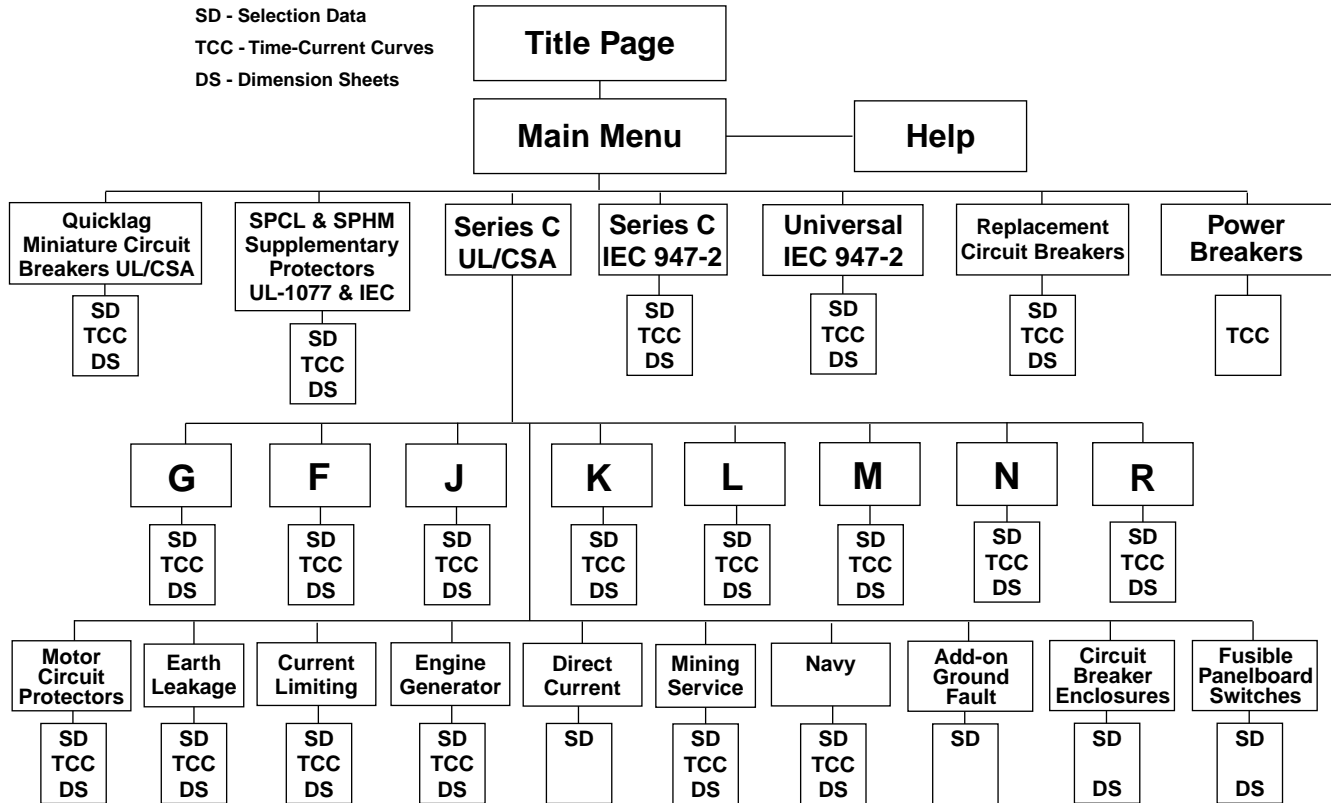 SD - Selection Data
TCC - Time-Current Curves
DS - Dimension Sheets
Title Page
Main Menu
Help
Quicklag
Miniature Circuit
Breakers UL/CSA
SD
TCC
DS
SPCL & SPHM
Supplementary
Protectors
UL-1077 & IEC
SD
TCC
DS
Series C
UL/CSA
Series C
IEC 947-2
SD
TCC
DS
Universal
IEC 947-2
SD
TCC
DS
Replacement
Circuit Breakers
SD
TCC
DS
Power
Breakers
TCC
G
SD
TCC
DS
F
SD
TCC
DS
J
SD
TCC
DS
K
SD
TCC
DS
L
SD
TCC
DS
M
SD
TCC
DS
N
SD
TCC
DS
R
SD
TCC
DS
Motor
Circuit
Protectors
SD
TCC
DS
Earth
Leakage
SD
TCC
DS
Current
Limiting
SD
TCC
DS
Engine
Generator
SD
TCC
DS
Direct
Current
SD
Mining
Service
SD
TCC
DS
Navy
SD
TCC
DS
Add-on
Ground
Fault
SD
Circuit
Breaker
Enclosures
SD
DS
Fusible
Panelboard
Switches
SD
DS